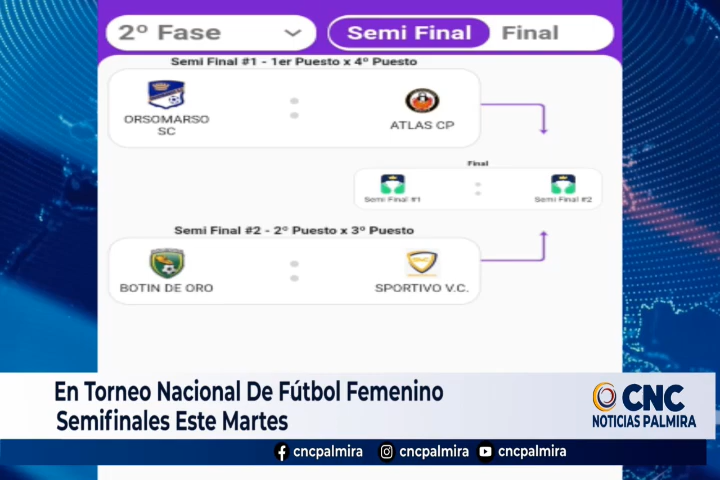 2º Fase
Semi Final
Final
Semi Final #1 - 1er Puesto x 4º Puesto
ORSOMARSO
SC
ATLAS CP
Final
Semi Final #1
Semi Final #2
Semi Final #2 - 2º Puesto x 3º Puesto
BOTIN DE ORO
SPORTIVO V.C.
En Torneo Nacional De Fútbol Femenino
Semifinales Este Martes
CNC
NOTICIAS PALMIRA
cncpalmira
cncpalmira
cncpalmira